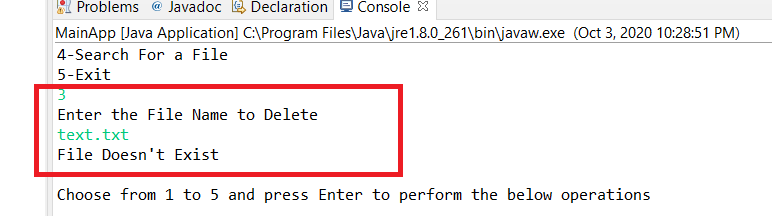 Problems @ Javadoc Declaration Console
MainApp [Java Application] C:\Program Files\Java\jre1.8.0_261\bin\javaw.exe (Oct 3, 2020 10:28:51 PM)
4-Search For a File
5-Exit
3
Enter the File Name to Delete
text.txt
File Doesn't Exist
Choose from 1 to 5 and press Enter to perform the below operations